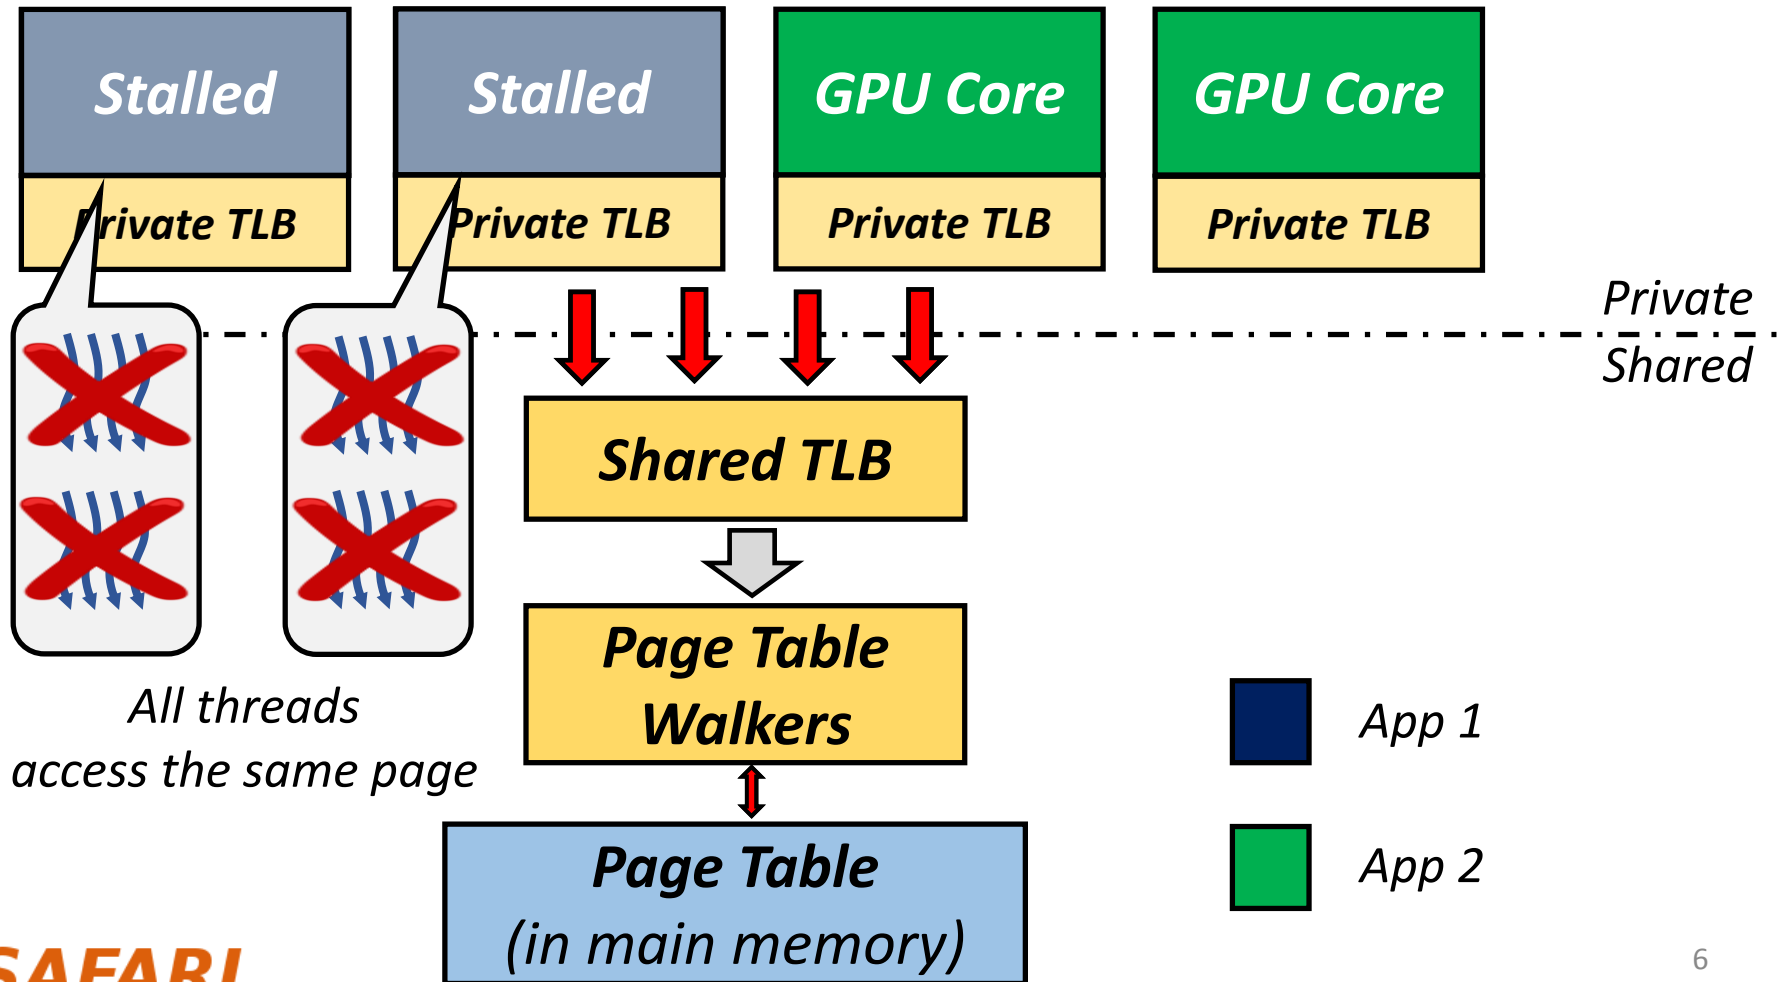 Stalled
Stalled
GPU Core
GPU Core
Private TLB
Private TLB
Private TLB
Private TLB
Private
Shared
Shared TLB
Page Table
Walkers
All threads
access the same page
App 1
App 2
Page Table
(in main memory)
SAFARI
6